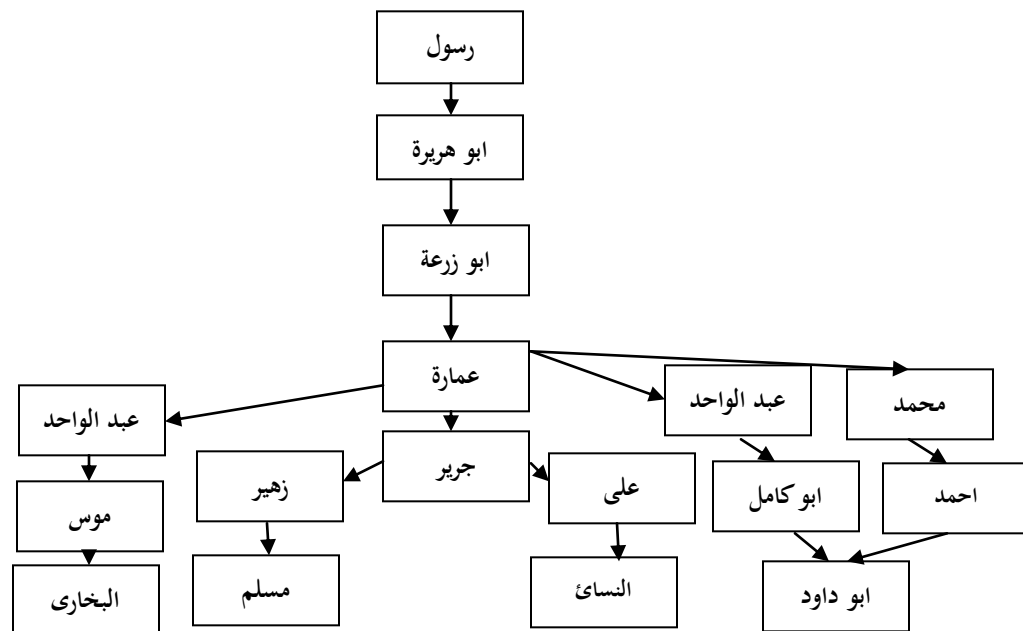 رسول
ابو هريرة
ابو زرعة
عمارة
عبد الواحد
عبد الواحد
محمد
جرير
زهير
على
موس
ابو كامل
احمد
مسلم
النسائ
البخارى
ابو داود